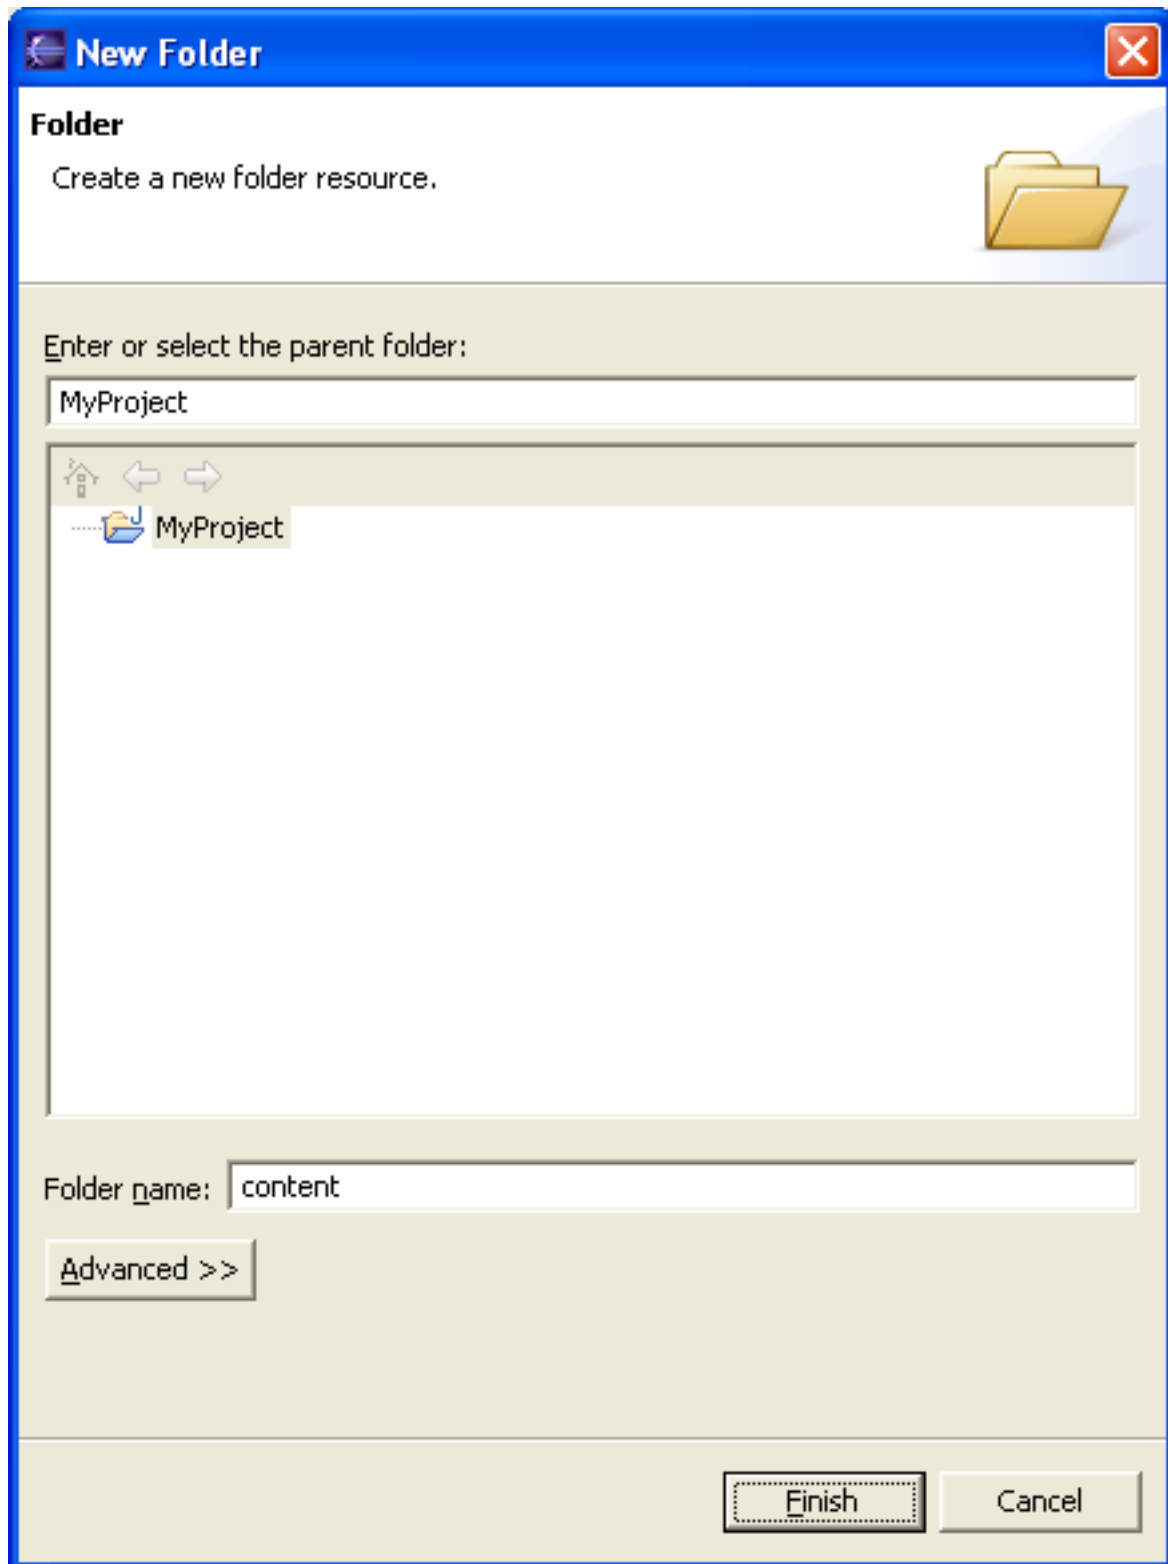 New Folder
Folder
Create a new folder resource.
Enter or select the parent folder:
MyProject
MyProject
Folder name: content
Advanced >>
Finish Cancel